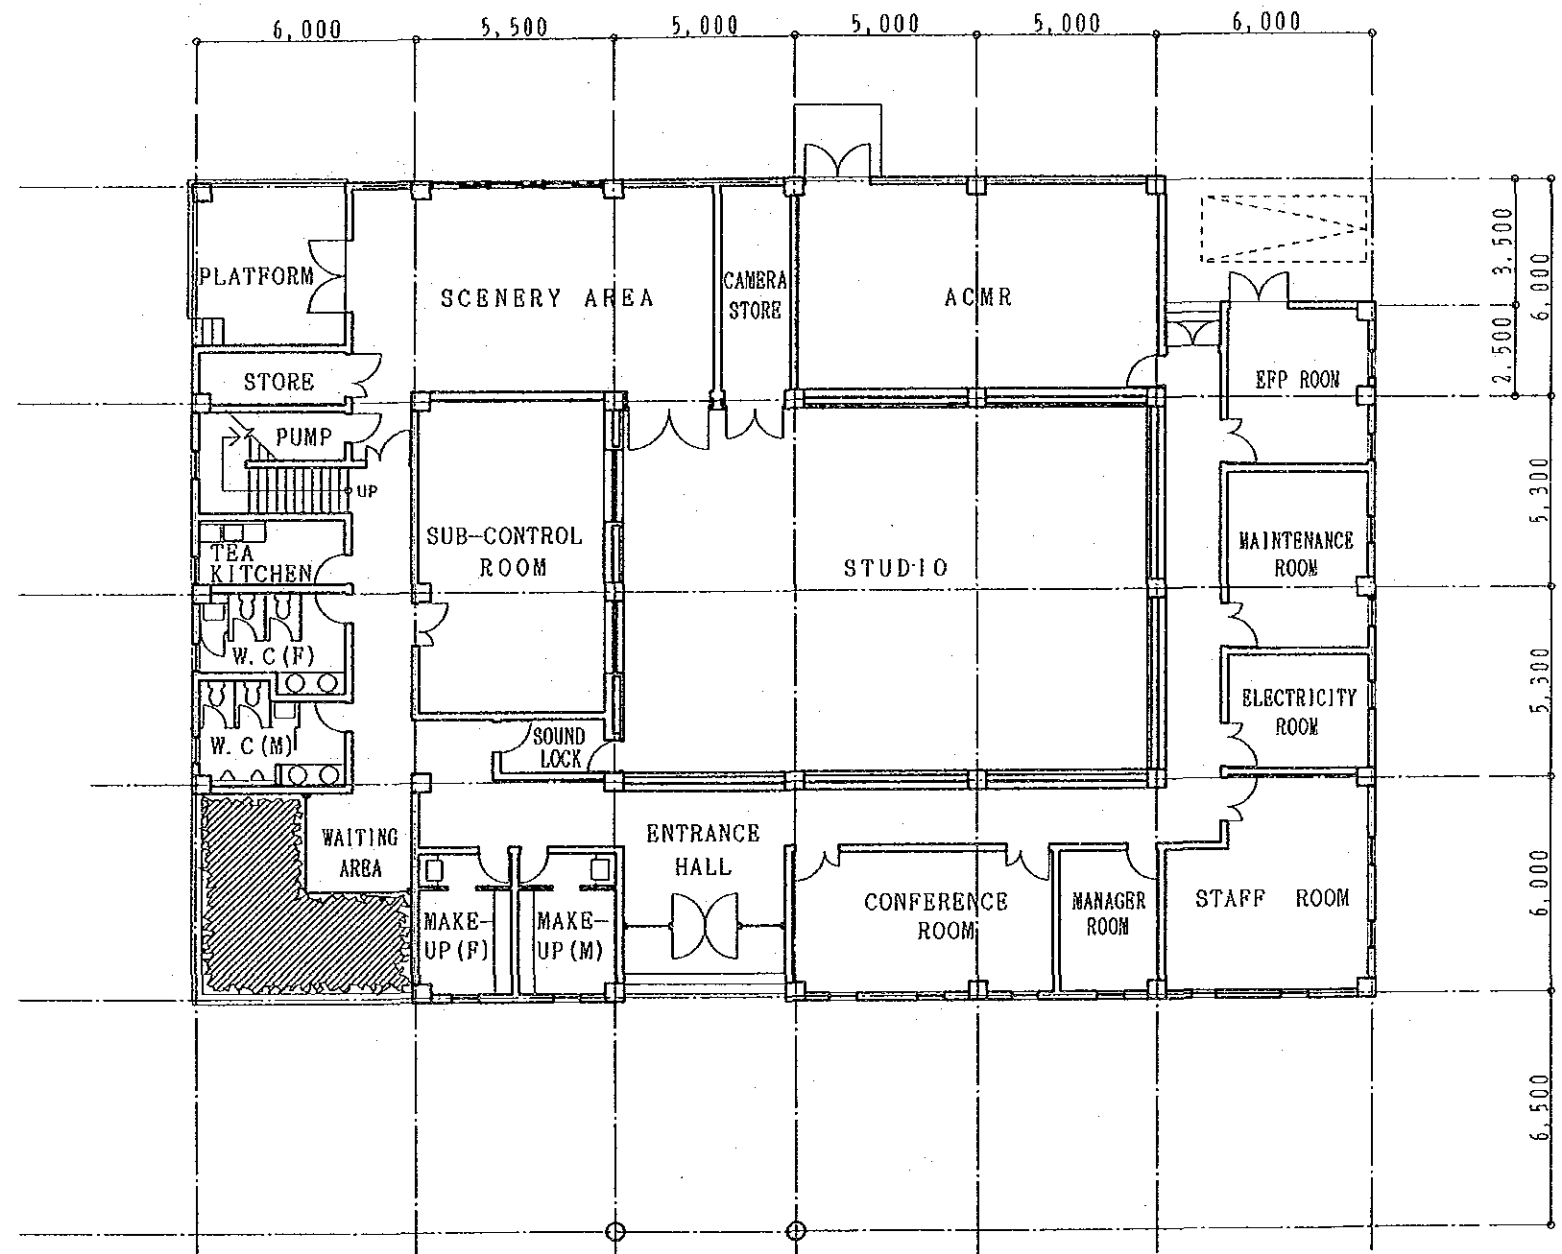 6,000 5,500 5,000 5,000 5,000 6,000
3,500
6,000
2.500
5,300
5,300
6,000
6,500
PLATFORM
SCENERY AREA
CAMERA
STORE
ACMR
STORE
EFP ROOM
PUMP
UP
SUB-CONTROL
ROOM
STUDIO
MAINTENANCE
ROOM
TEA
KITCHEN
W.C(F)
ELECTRICITY
ROOM
W.C(M)
SOUND
LOCK
WAITING
AREA
ENTRANCE
HALL
MAKE-
UP(F)
MAKE-
UP(M)
CONFERENCE
ROOM
MANAGER
ROOM
STAFF ROOM